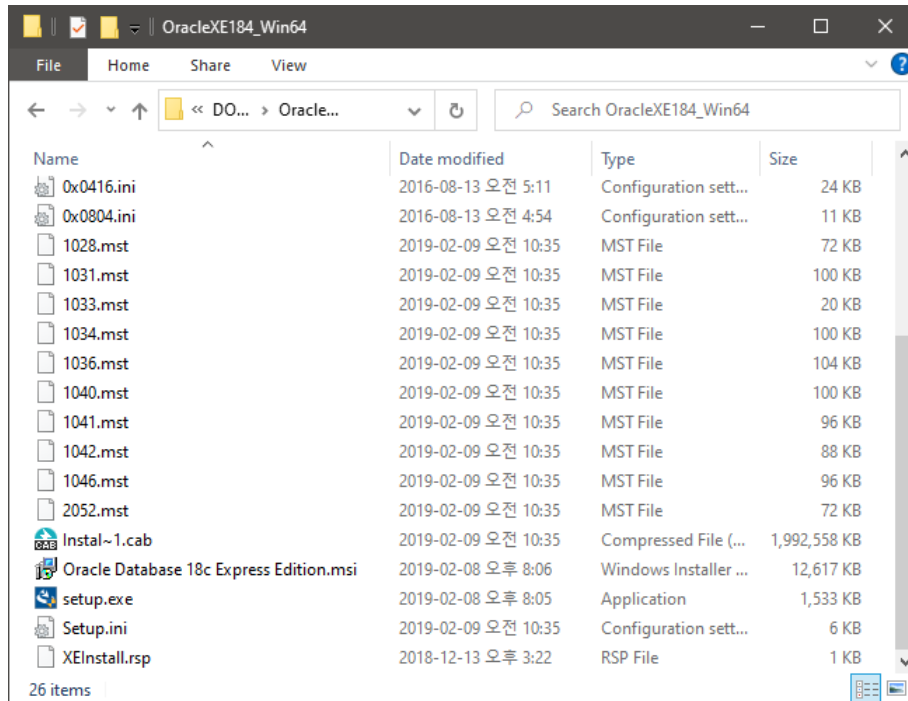 OracleXE184_Win64
File Home Share View
« DO... › Oracle... Search OracleXE184_Win64
Name Date modified Type Size
0x0416.ini 2016-08-13 오전 5:11 Configuration sett... 24 KB
0x0804.ini 2016-08-13 오전 4:54 Configuration sett... 11 KB
1028.mst 2019-02-09 오전 10:35 MST File 72 KB
1031.mst 2019-02-09 오전 10:35 MST File 100 KB
1033.mst 2019-02-09 오전 10:35 MST File 20 KB
1034.mst 2019-02-09 오전 10:35 MST File 100 KB
1036.mst 2019-02-09 오전 10:35 MST File 104 KB
1040.mst 2019-02-09 오전 10:35 MST File 100 KB
1041.mst 2019-02-09 오전 10:35 MST File 96 KB
1042.mst 2019-02-09 오전 10:35 MST File 88 KB
1046.mst 2019-02-09 오전 10:35 MST File 96 KB
2052.mst 2019-02-09 오전 10:35 MST File 72 KB
Instal~1.cab 2019-02-09 오전 10:35 Compressed File (... 1,992,558 KB
Oracle Database 18c Express Edition.msi 2019-02-08 오후 8:06 Windows Installer ... 12,617 KB
setup.exe 2019-02-08 오후 8:05 Application 1,533 KB
Setup.ini 2019-02-09 오전 10:35 Configuration sett... 6 KB
XEInstall.rsp 2018-12-13 오후 3:22 RSP File 1 KB
26 items